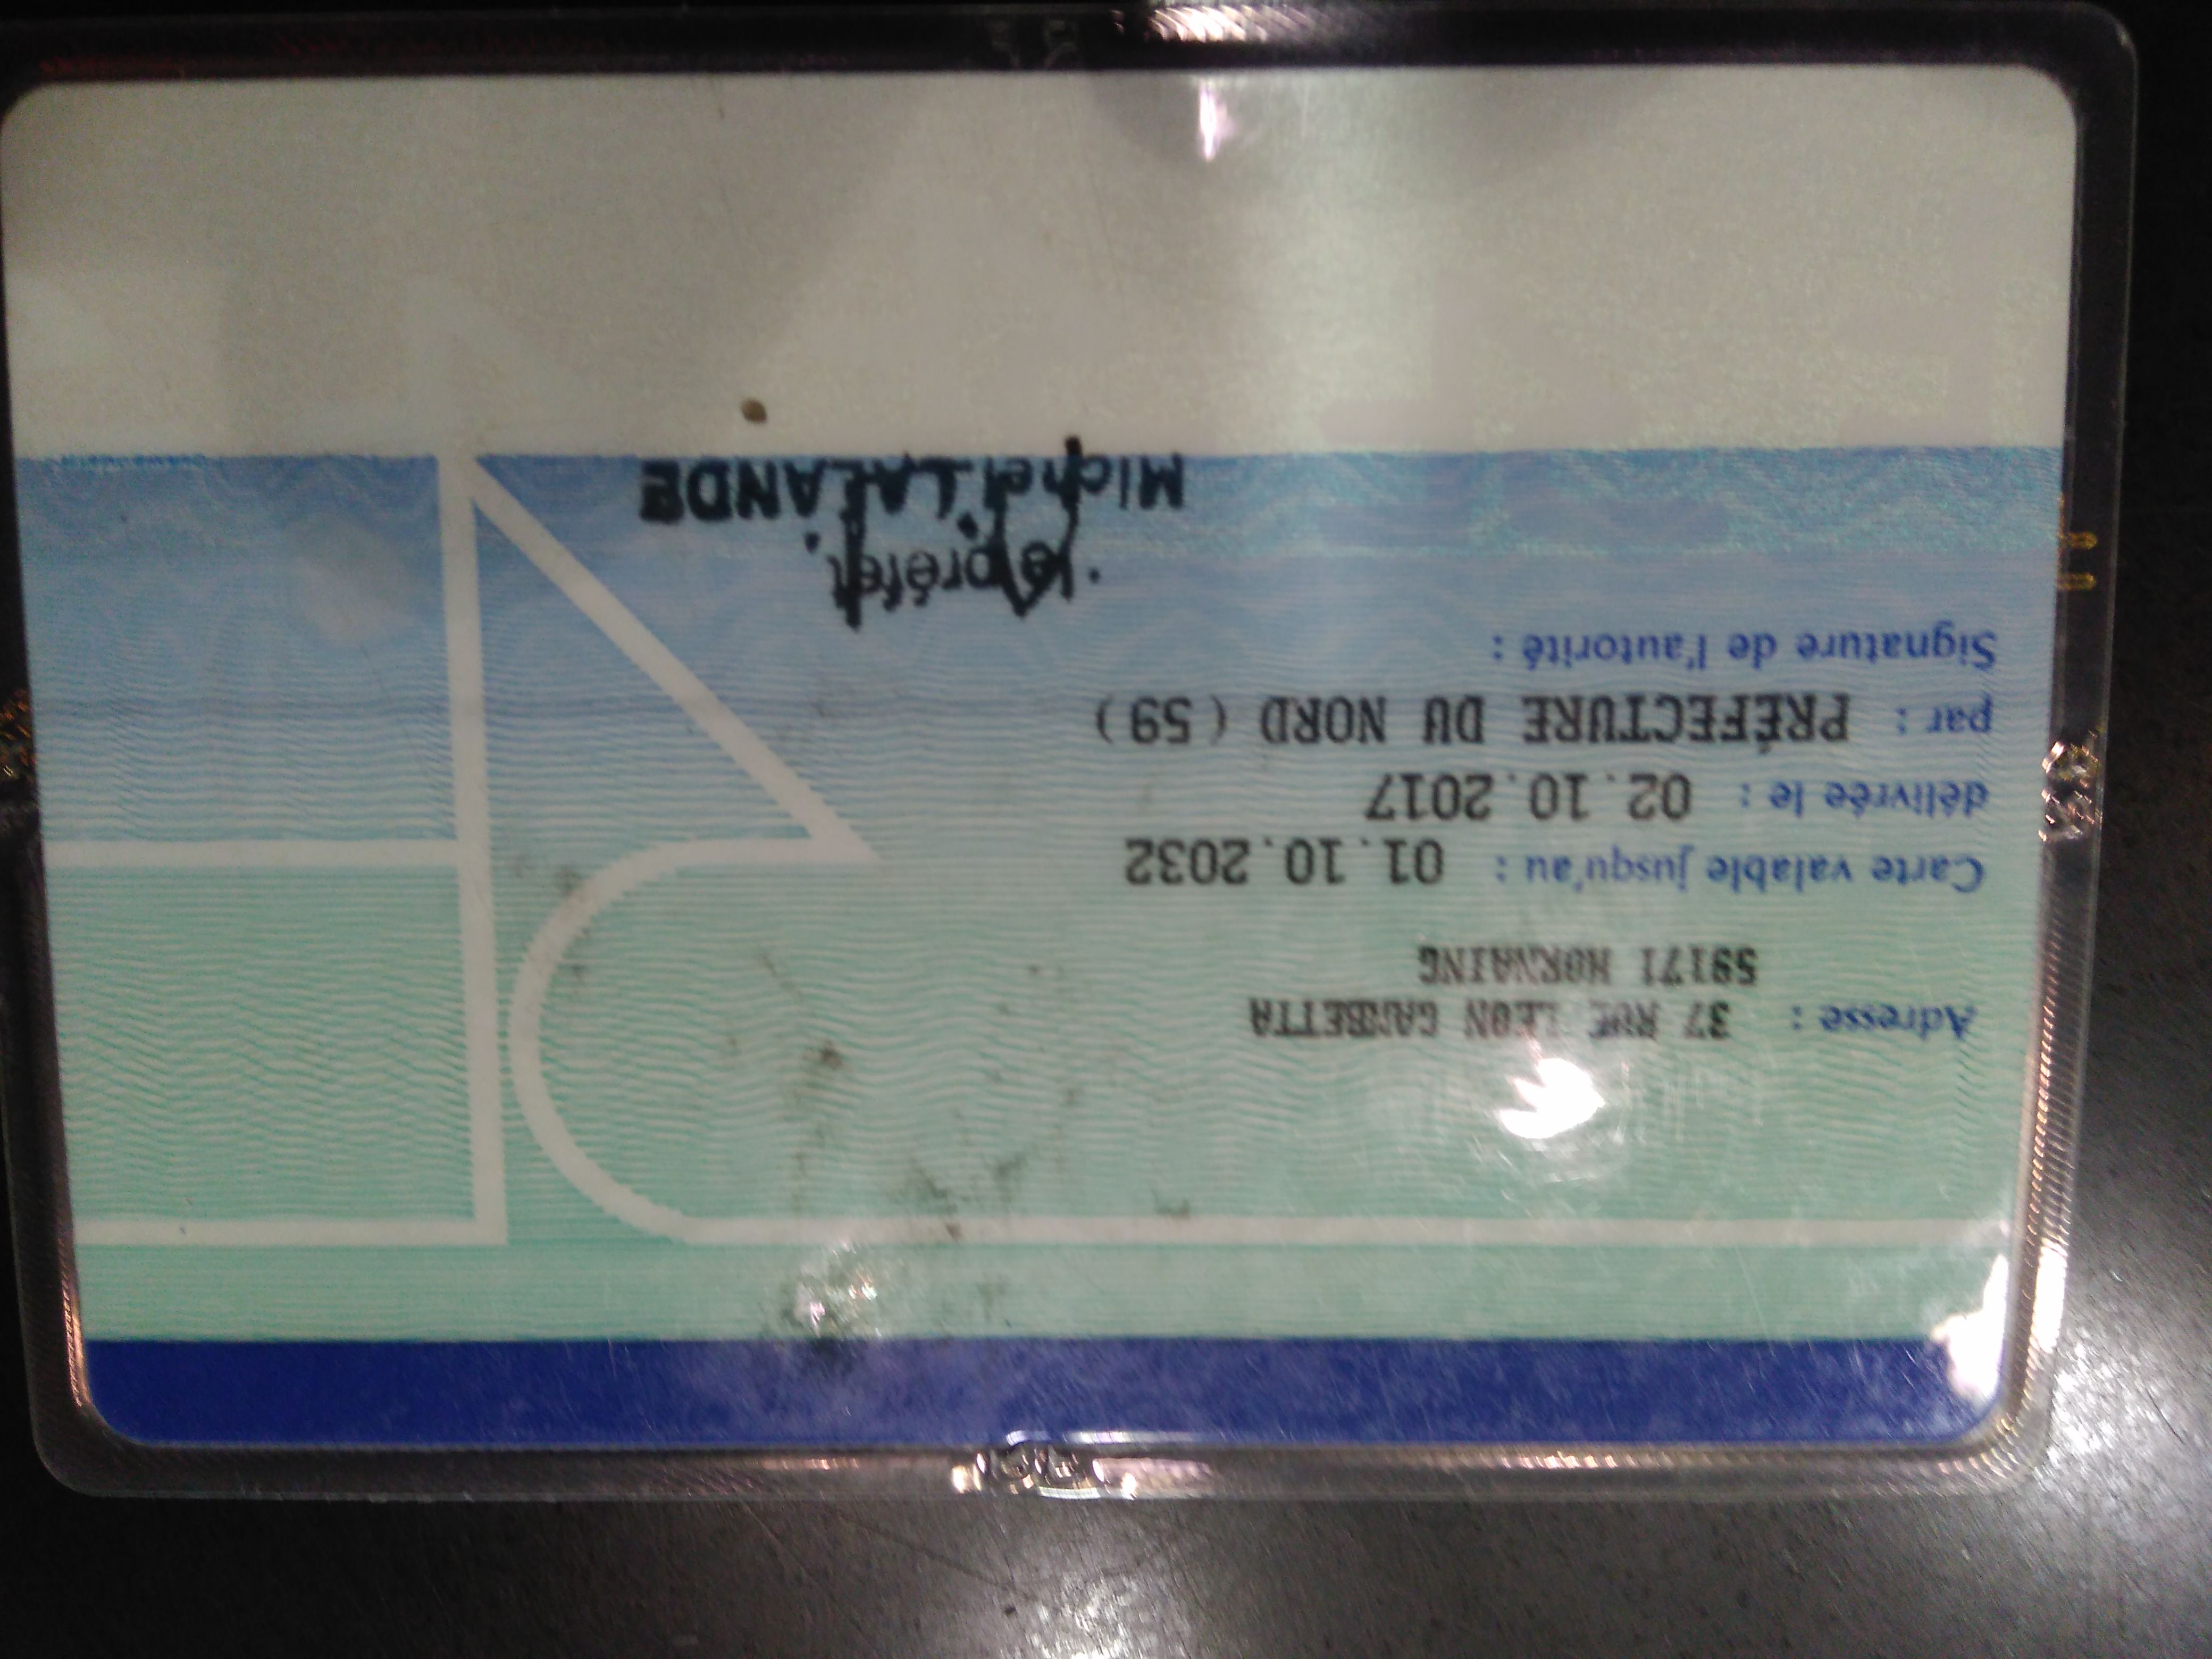 Adresse : 37 RUE LEON GAMBETTA
59171 HORNAING
Carte valable jusqu'au : 01.10.2032
délivrée le : 02.10.2017
par : PRÉFECTURE DU NORD (59)
Signature de l'autorité :
le préfet
Michel LALANDE